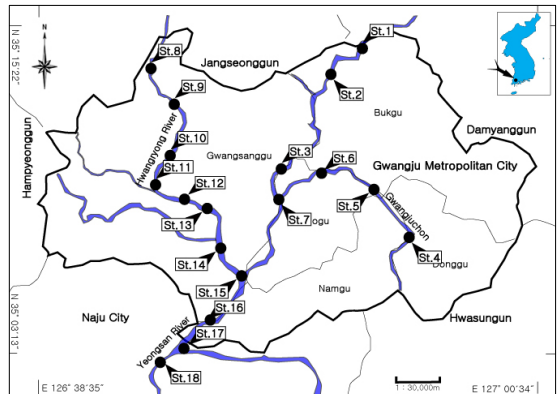 N 35° 15' 22"
N
St.1
St.8
Jangseonggun
St.2
St.9
Bukgu
Damyanggun
Hwangryong River
St.10
Gwangsanggu
St.3
St.6
Gwangju Metropolitan City
Hampyeonggun
St.11
St.12
St.5
Gwangjuchon
St.13
St.7
ogu
St.14
St.4
Donggu
St.15
Namgu
N 35° 03' 13"
Naju City
St.16
Hwasungun
Yeongsan River
St.17
St.18
1 : 30,000m
E 126° 38' 35"
E 127° 00' 34"